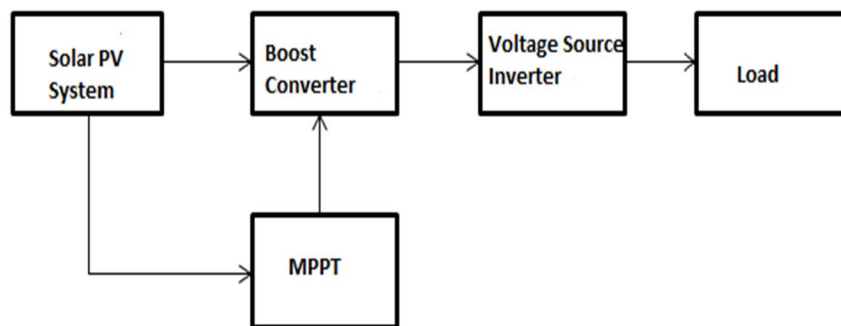 Solar PV
System
Boost
Converter
Voltage Source
Inverter
Load
MPPT